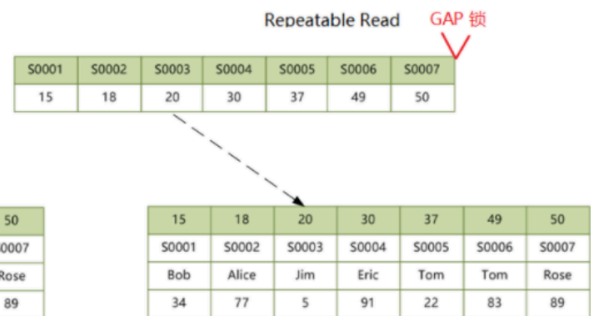 Repeatable Read GAP 锁
S0001 S0002 S0003 S0004 S0005 S0006 S0007
15 18 20 30 37 49 50
50 15 18 20 30 37 49 50
0007 S0001 S0002 S0003 S0004 S0005 S0006 S0007
Rose Bob Alice Jim Eric Tom Tom Rose
89 34 77 5 91 22 83 89